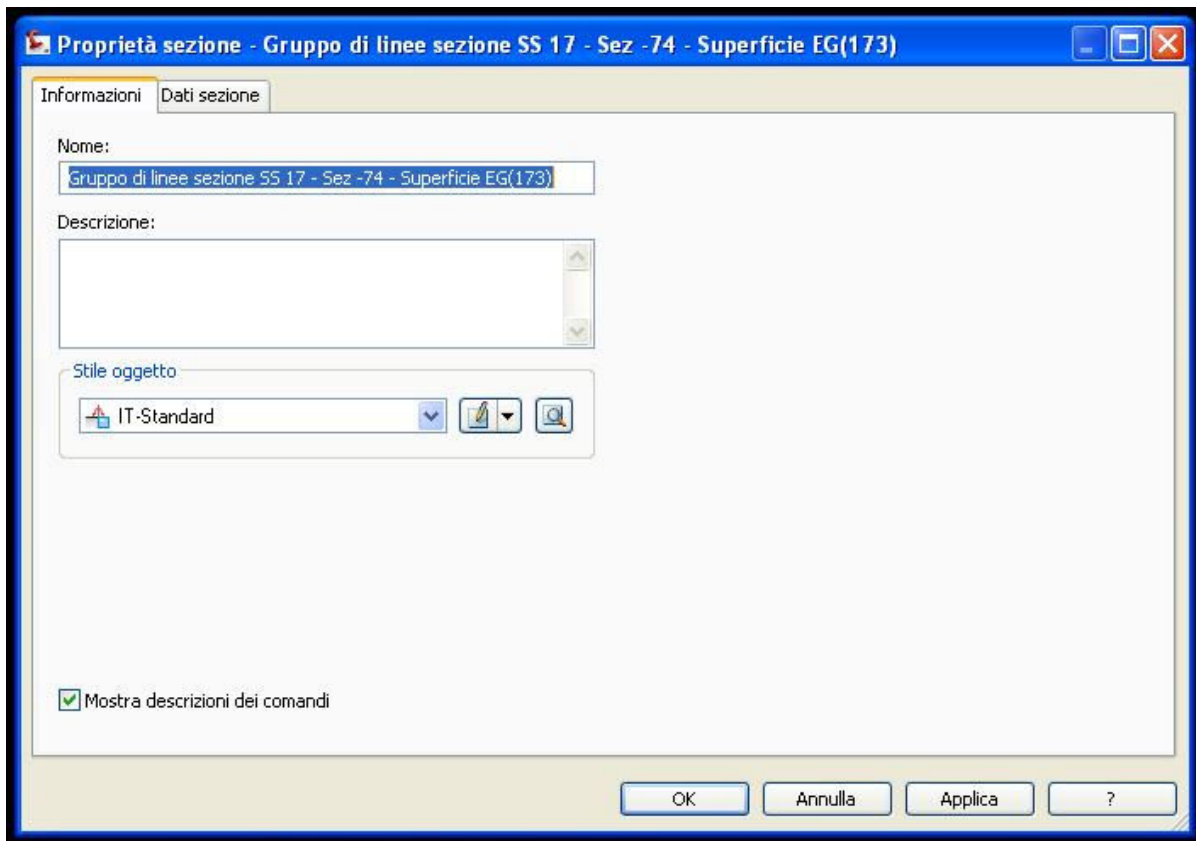 Proprietà sezione - Gruppo di linee sezione SS 17 - Sez -74 - Superficie EG(173)
Informazioni Dati sezione
Nome:
Gruppo di linee sezione SS 17 - Sez -74 - Superficie EG(173)
Descrizione:
Stile oggetto
IT-Standard
Mostra descrizioni dei comandi
OK Annulla Applica ?